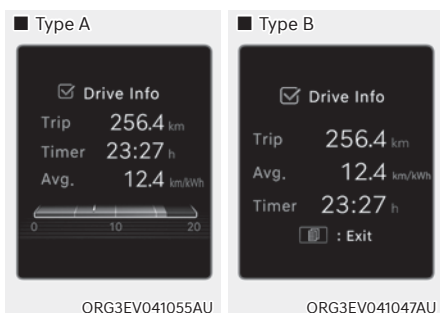 ■ Type A
Drive Info
Trip 256.4 km
Timer 23:27 h
Avg. 12.4 km/kWh
0 10 20
ORG3EV041055AU
■ Type B
Drive Info
Trip 256.4 km
Avg. 12.4 km/kWh
Timer 23:27 h
: Exit
ORG3EV041047AU